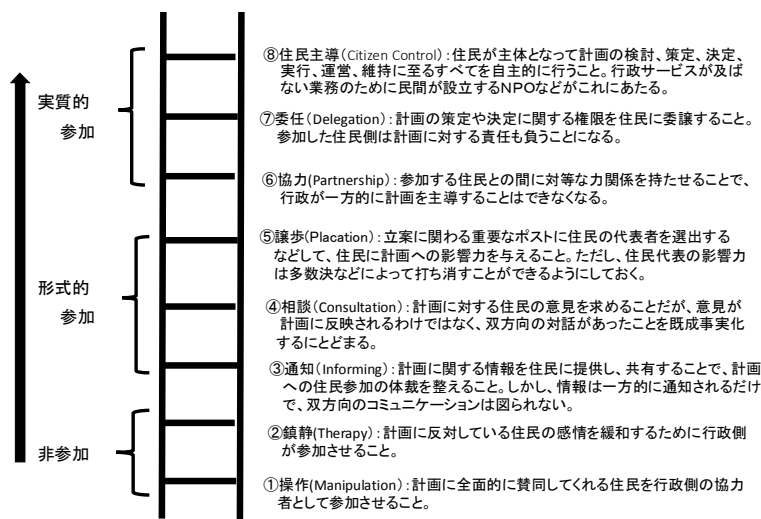 ⑧住民主導(Citizen Control):住民が主体となって計画の検討、策定、決定、
実行、運営、維持に至るすべてを自主的に行うこと。行政サービスが及ば
ない業務のために民間が設立するNPOなどがこれにあたる。
実質的
参加
⑦委任(Delegation):計画の策定や決定に関する権限を住民に委譲すること。
参加した住民側は計画に対する責任も負うことになる。
⑥協力(Partnership):参加する住民との間に対等な力関係を持たせることで、
行政が一方的に計画を主導することはできなくなる。
⑤譲歩(Placation):立案に関わる重要なポストに住民の代表者を選出する
などして、住民に計画への影響力を与えること。ただし、住民代表の影響力
は多数決などによって打ち消すことができるようにしておく。
形式的
参加
④相談(Consultation):計画に対する住民の意見を求めることだが、意見が
計画に反映されるわけではなく、双方向の対話があったことを既成事実化
するにとどまる。
③通知(Informing):計画に関する情報を住民に提供し、共有することで、計画
への住民参加の体裁を整えること。しかし、情報は一方的に通知されるだけ
で、双方向のコミュニケーションは図られない。
②鎮静(Therapy):計画に反対している住民の感情を緩和するために行政側
が参加させること。
非参加
①操作(Manipulation):計画に全面的に賛同してくれる住民を行政側の協力
者として参加させること。